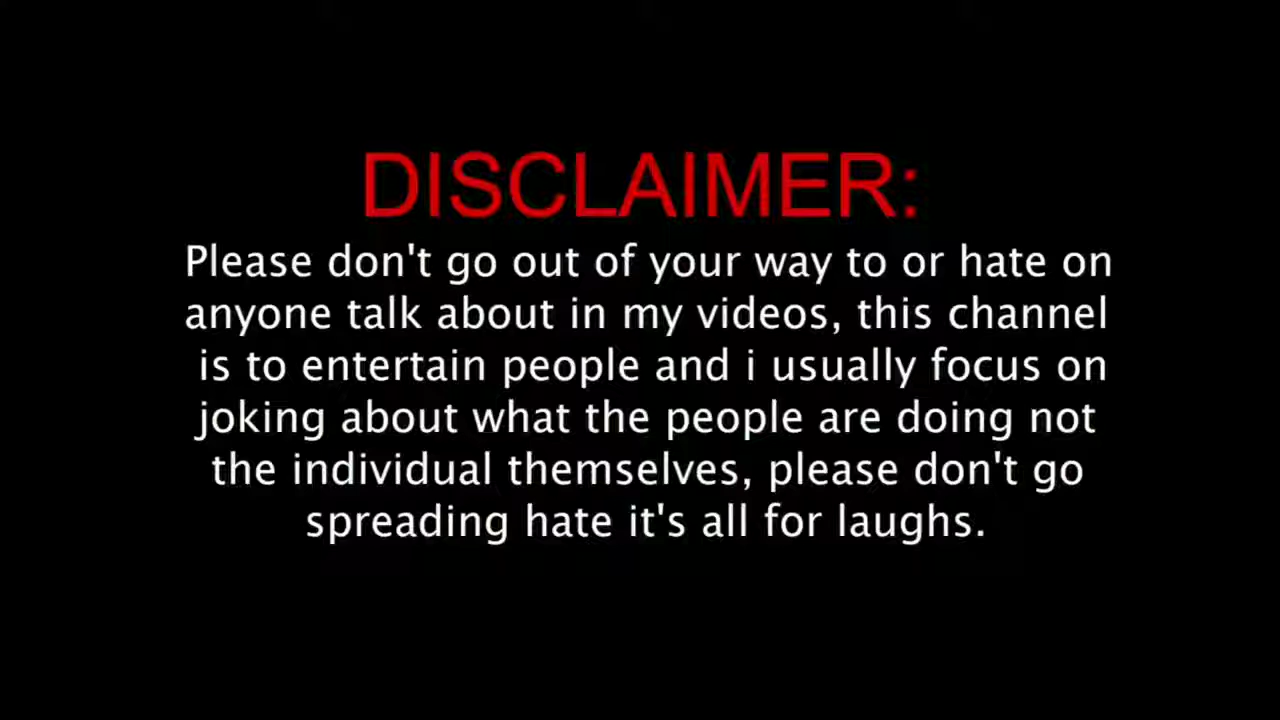 DISCLAIMER:
Please don't go out of your way to or hate on
anyone talk about in my videos, this channel
is to entertain people and i usually focus on
joking about what the people are doing not
the individual themselves, please don't go
spreading hate it's all for laughs.